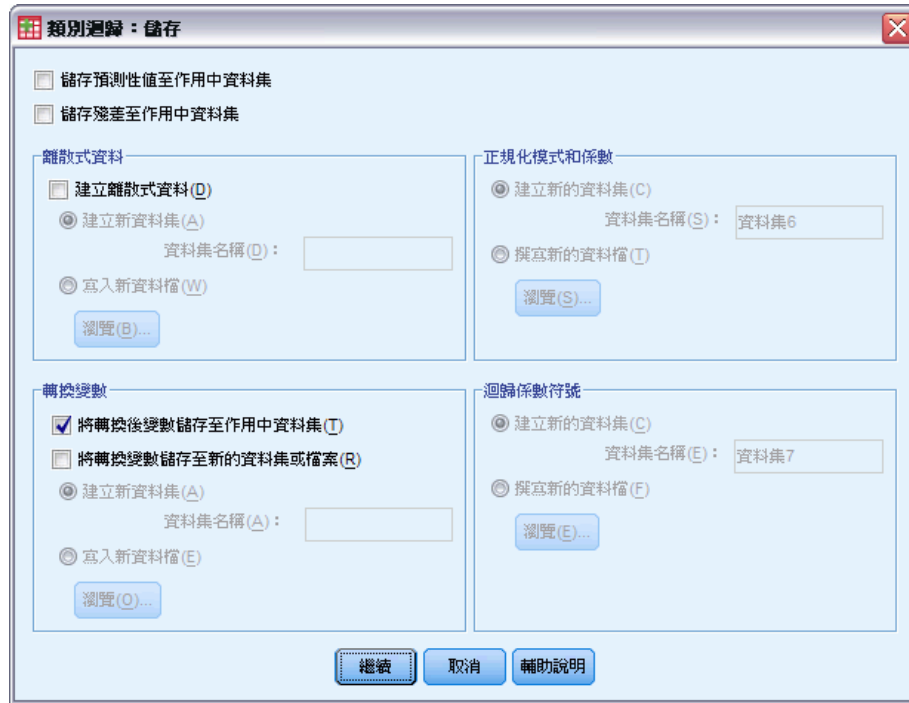 類別迴歸：儲存
儲存預測性值至作用中資料集
儲存殘差至作用中資料集
離散式資料
建立離散式資料(D)
建立新資料集(A)
資料集名稱(D)：
寫入新資料檔(W)
瀏覽(B)...
正規化模式和係數
建立新的資料集(C)
資料集名稱(S)： 資料集6
撰寫新的資料檔(T)
瀏覽(S)...
轉換變數
將轉換後變數儲存至作用中資料集(T)
將轉換變數儲存至新的資料集或檔案(R)
建立新資料集(A)
資料集名稱(A)：
寫入新資料檔(E)
瀏覽(O)...
迴歸係數符號
建立新的資料集(C)
資料集名稱(E)： 資料集7
撰寫新的資料檔(F)
瀏覽(E)...
繼續 取消 輔助說明